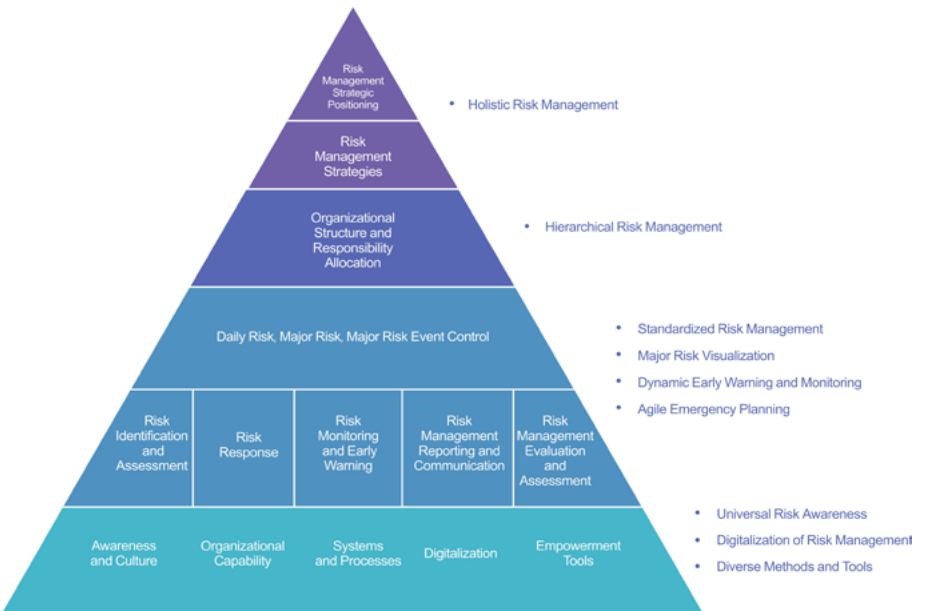 Risk
Management
Strategic
Positioning
• Holistic Risk Management
Risk
Management
Strategies
Organizational
Structure and
Responsibility
Allocation
• Hierarchical Risk Management
Daily Risk, Major Risk, Major Risk Event Control
• Standardized Risk Management
• Major Risk Visualization
• Dynamic Early Warning and Monitoring
• Agile Emergency Planning
Risk
Identification
and
Assessment
Risk
Response
Risk
Monitoring
and Early
Warning
Risk
Management
Reporting and
Communication
Risk
Management
Evaluation
and
Assessment
Awareness
and Culture
Organizational
Capability
Systems
and Processes
Digitalization
Empowerment
Tools
• Universal Risk Awareness
• Digitalization of Risk Management
• Diverse Methods and Tools